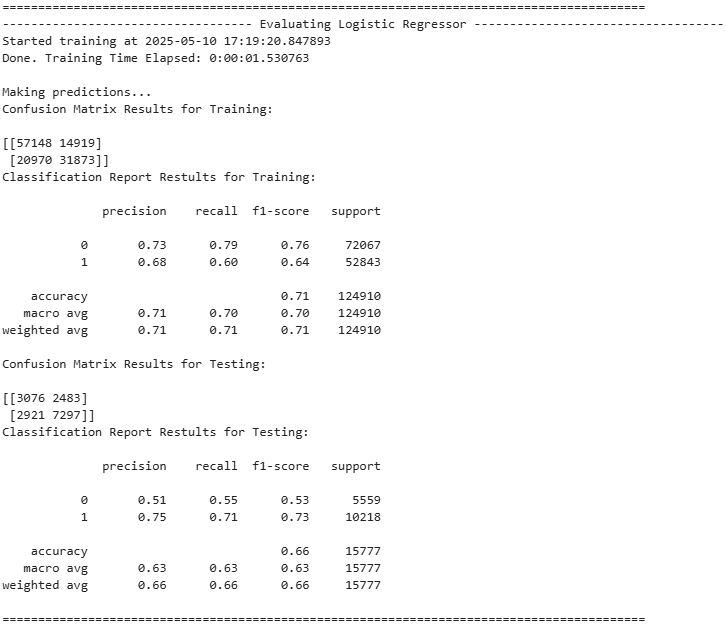 ==========================================================================================
----------------------------------- Evaluating Logistic Regressor -----------------------------------
Started training at 2025-05-10 17:19:20.847893
Done. Training Time Elapsed: 0:00:01.530763
Making predictions...
Confusion Matrix Results for Training:
[[57148 14919]
 [20970 31873]]
Classification Report Restults for Training:
              precision    recall  f1-score   support
           0       0.73      0.79      0.76     72067
           1       0.68      0.60      0.64     52843
    accuracy                           0.71    124910
   macro avg       0.71      0.70      0.70    124910
weighted avg       0.71      0.71      0.71    124910
Confusion Matrix Results for Testing:
[[3076 2483]
 [2921 7297]]
Classification Report Restults for Testing:
              precision    recall  f1-score   support
           0       0.51      0.55      0.53      5559
           1       0.75      0.71      0.73     10218
    accuracy                           0.66     15777
   macro avg       0.63      0.63      0.63     15777
weighted avg       0.66      0.66      0.66     15777
==========================================================================================